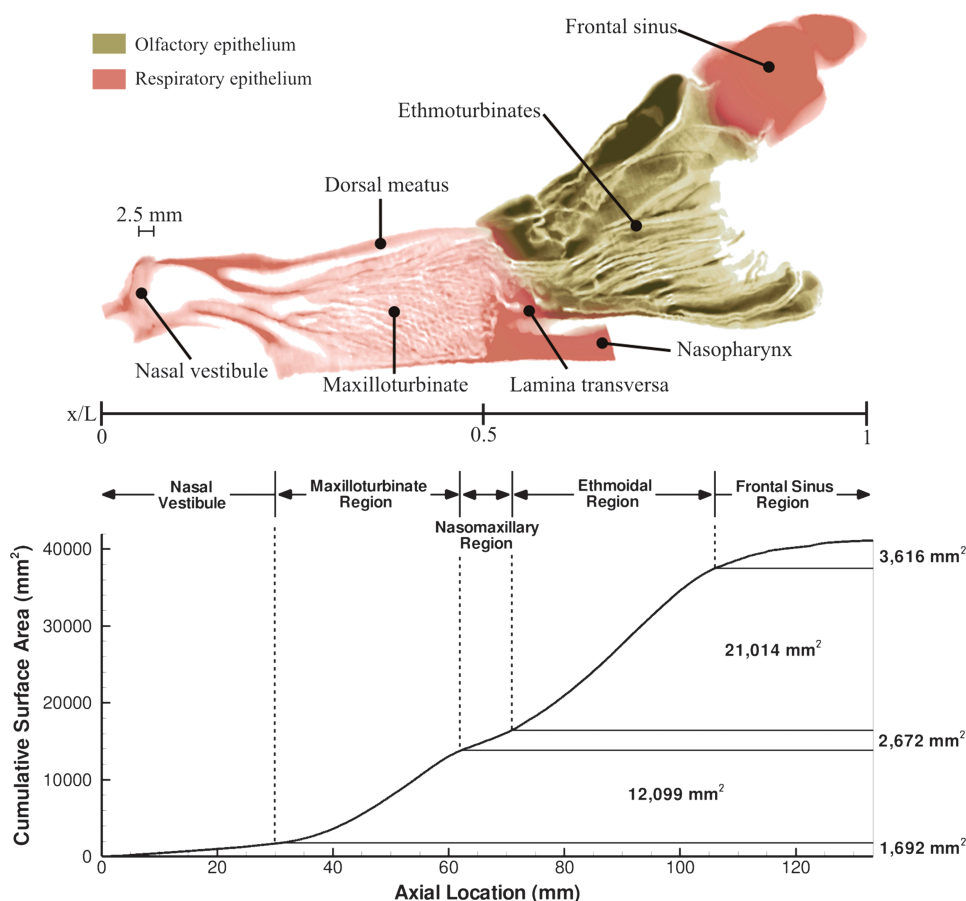 Frontal sinus
Olfactory epithelium
Respiratory epithelium
Ethmoturbinates
Dorsal meatus
2.5 mm
Nasal vestibule
Maxilloturbinate
Lamina transversa
Nasopharynx
x/L
0
0.5
1
Nasal
Vestibule
Maxilloturbinate
Region
Nasomaxillary
Region
Ethmoidal
Region
Frontal Sinus
Region
Cumulative Surface Area (mm²)
40000
30000
20000
10000
0
3,616 mm²
21,014 mm²
2,672 mm²
12,099 mm²
1,692 mm²
0
20
40
60
80
100
120
Axial Location (mm)